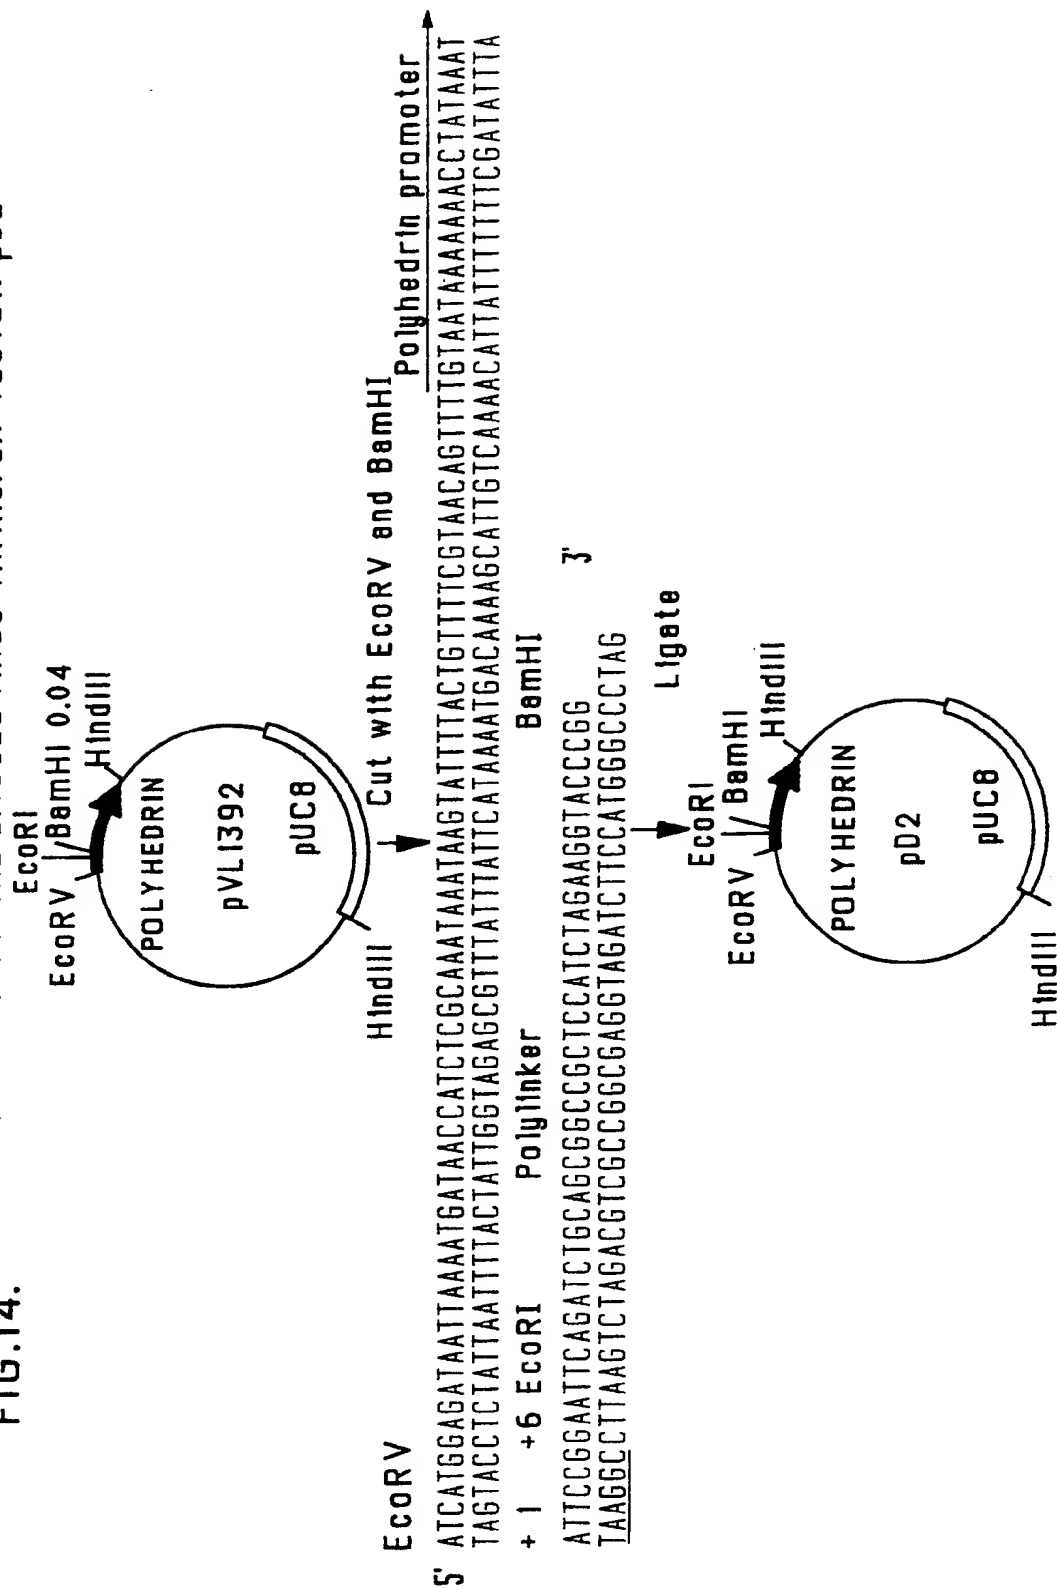 FIG.14.
EcoRI
EcoRV
BamHI 0.04
HindIII
POLYHEDRIN
pVL1392
pUC8
HindIII
Cut with EcoRV and BamHI
EcoRV
Polyhedrin promoter
5' ATCATGGAGATAATTAAAATGATAACCATCTCGCAAATAAATAAGTATTTTACTGTTTTCGTAACAGTTTTGTAATAAAAAAACCTATAAAT
TAGTACCTCTATTAATTTTACTATTGGTAGAGCGTTTATTTATTCATAAAATGACAAAAGCATTGTCAAAACATTATTTTTTTCGATATTTA
+ 1 +6 EcoRI Polylinker BamHI
ATTCCGGAATTCAGATCTGCAGCGGCCGCTCCATCTAGAAGGTACCCGG 3'
TAAGGCCTTAAGTCTAGACGTCGCCGGCGAGGTAGATCTTCCATGGGCCCTAG
Ligate
EcoRI
EcoRV
BamHI
HindIII
POLYHEDRIN
pD2
pUC8
HindIII